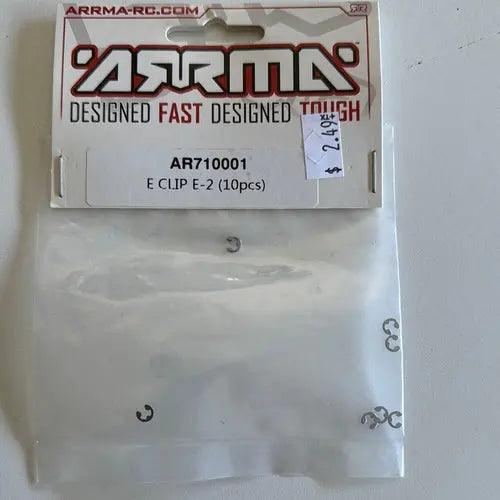 ARRMA-RC.COM
ARRMA
DESIGNED FAST DESIGNED TOUGH
$ 2.49
AR710001
E CLIP E-2 (10pcs)